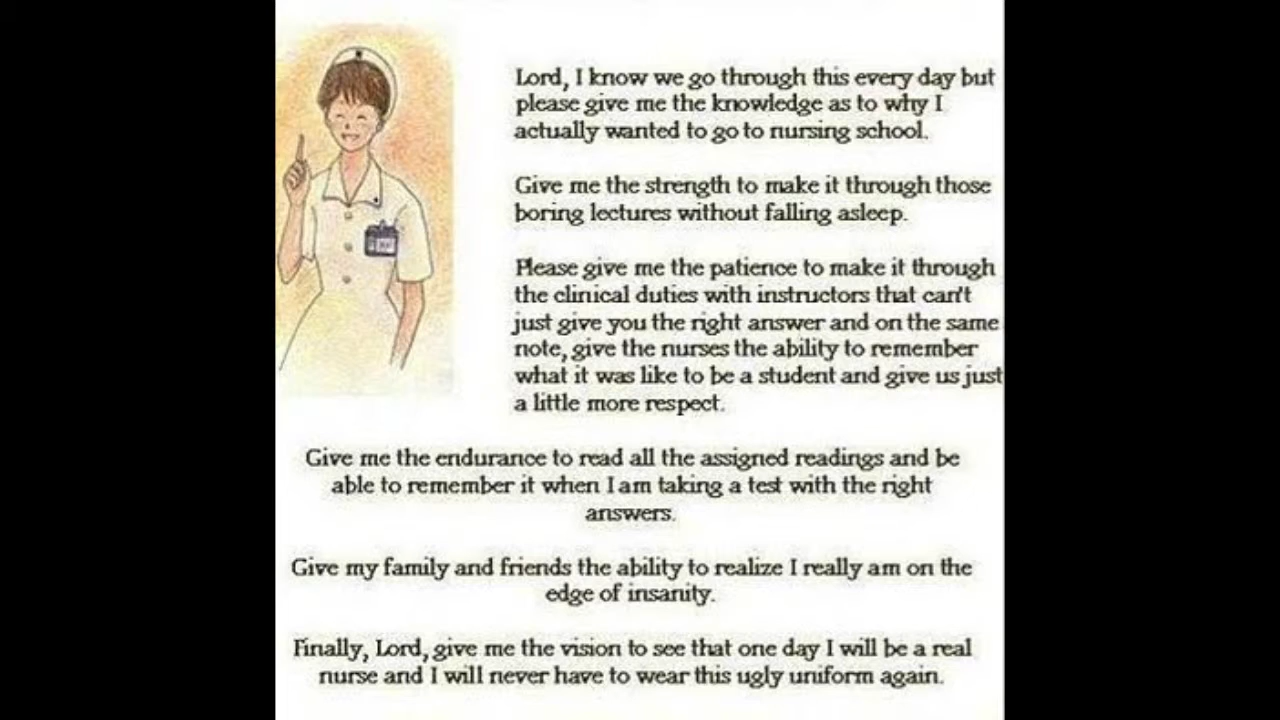 Lord, I know we go through this every day but
please give me the knowledge as to why I
actually wanted to go to nursing school.
Give me the strength to make it through those
boring lectures without falling asleep.
Please give me the patience to make it through
the clinical duties with instructors that can't
just give you the right answer and on the same
note, give the nurses the ability to remember
what it was like to be a student and give us just
a little more respect.
Give me the endurance to read all the assigned readings and be
able to remember it when I am taking a test with the right
answers.
Give my family and friends the ability to realize I really am on the
edge of insanity.
Finally, Lord, give me the vision to see that one day I will be a real
nurse and I will never have to wear this ugly uniform again.